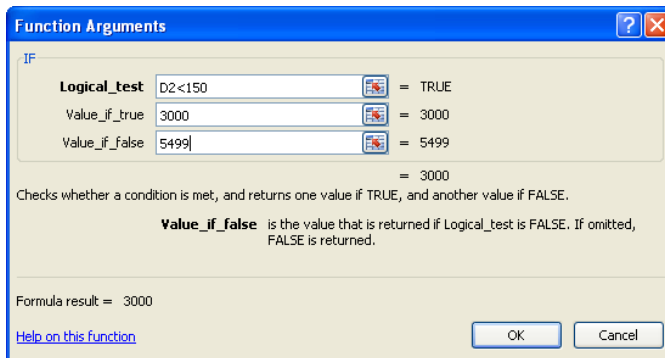 Function Arguments
IF
Logical_test D2<150 = TRUE
Value_if_true 3000 = 3000
Value_if_false 5499 = 5499
= 3000
Checks whether a condition is met, and returns one value if TRUE, and another value if FALSE.
Value_if_false is the value that is returned if Logical_test is FALSE. If omitted,
FALSE is returned.
Formula result = 3000
Help on this function OK Cancel